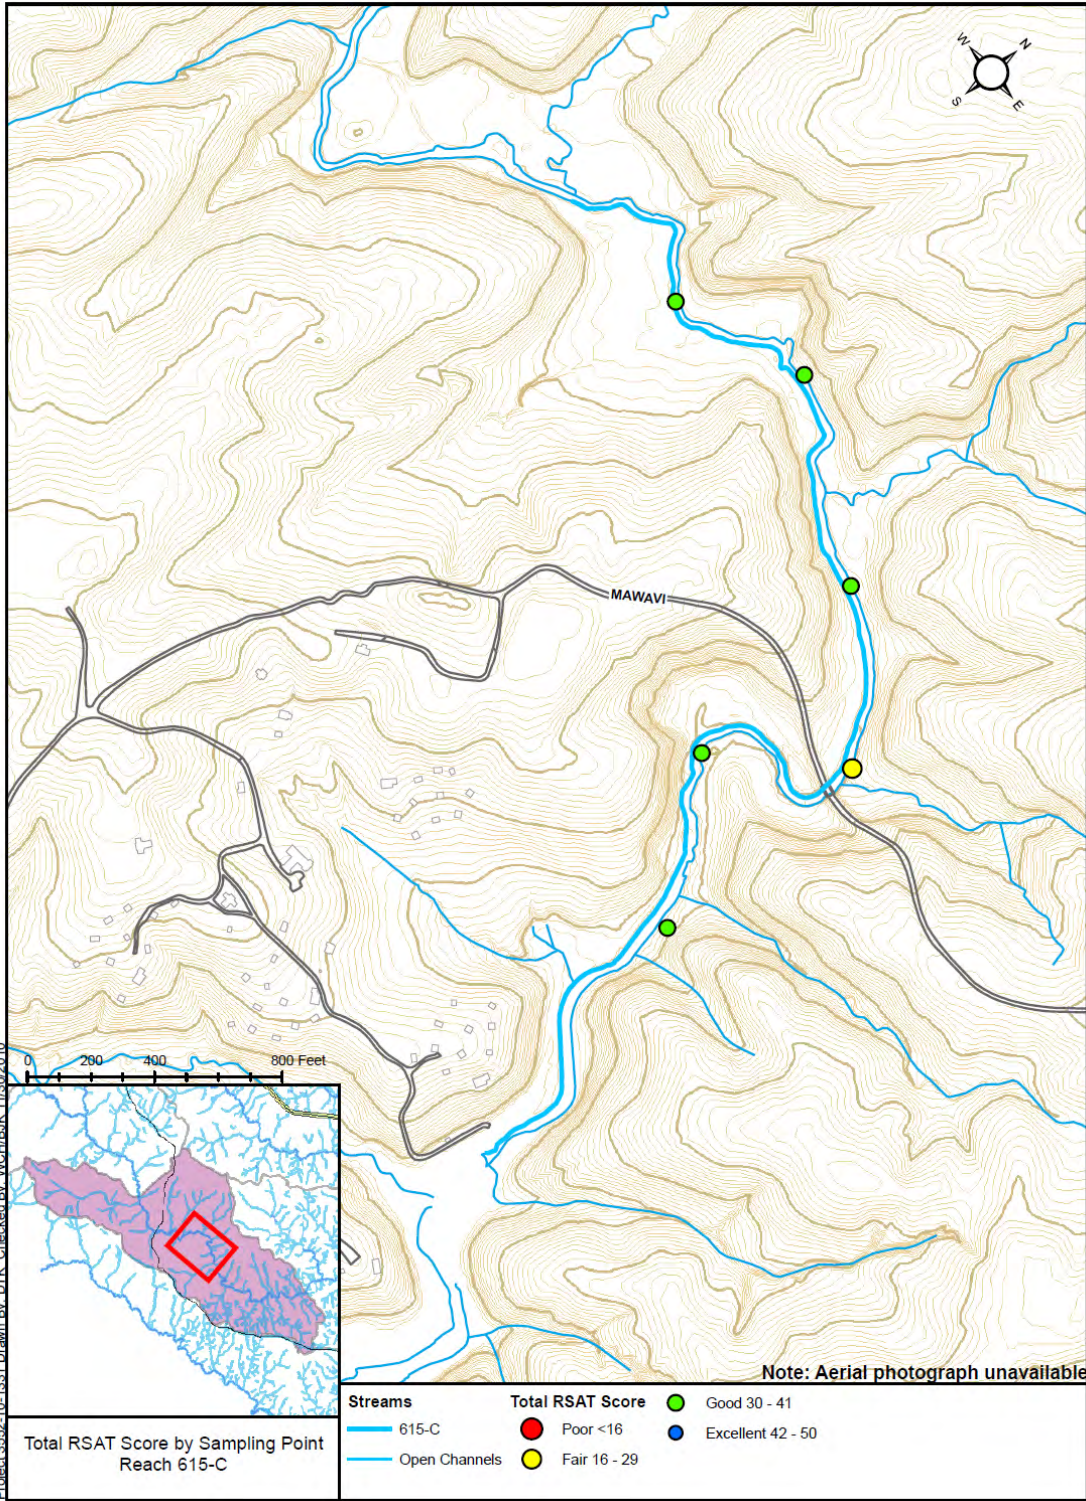 W
N
S
E
MAWAVI
0 200 400 800 Feet
Note: Aerial photograph unavailable
Streams
615-C
Open Channels
Total RSAT Score
Poor <16
Fair 16 - 29
Good 30 - 41
Excellent 42 - 50
Total RSAT Score by Sampling Point
Reach 615-C